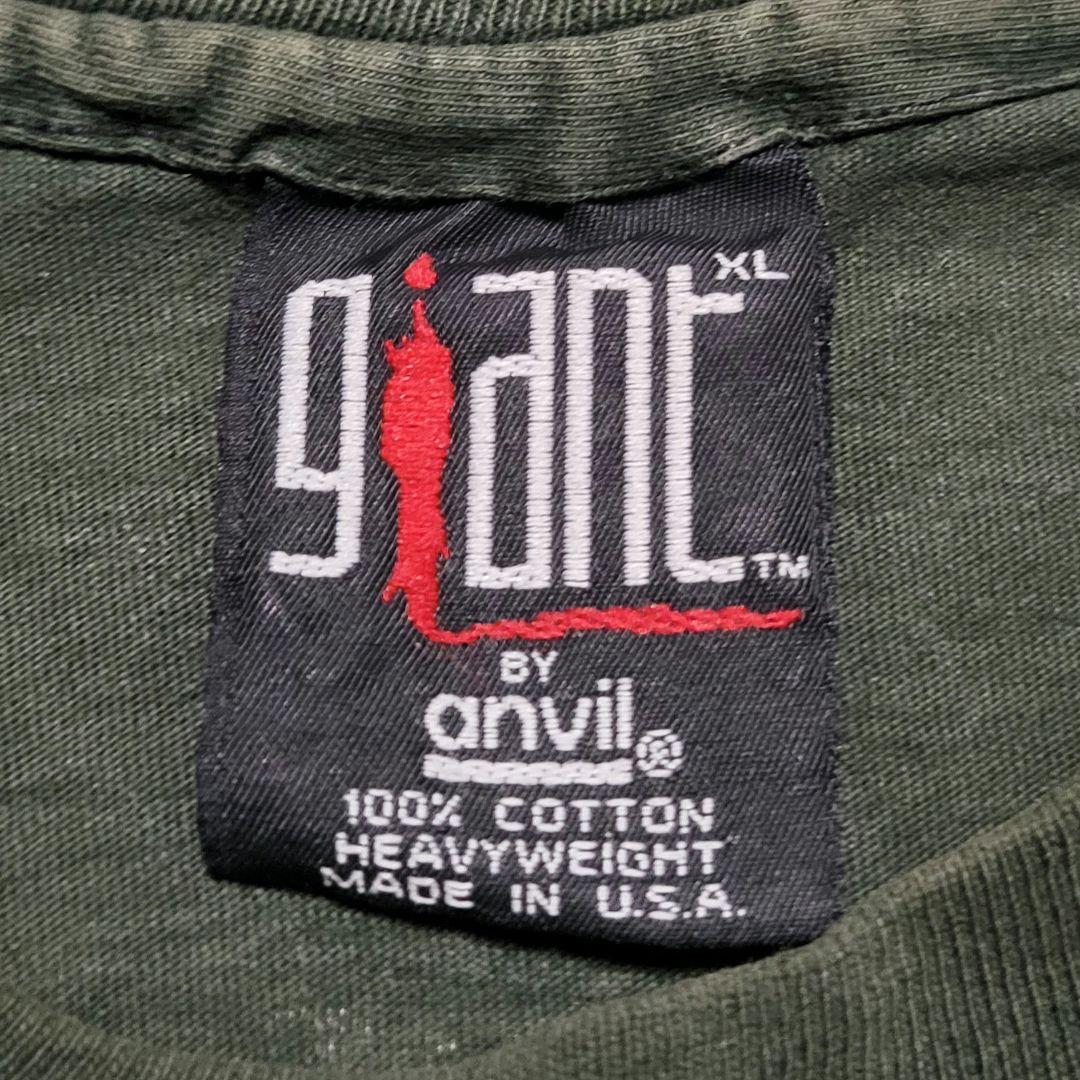 giant XL ™
BY
anvil®
100% COTTON
HEAVYWEIGHT
MADE IN U.S.A.